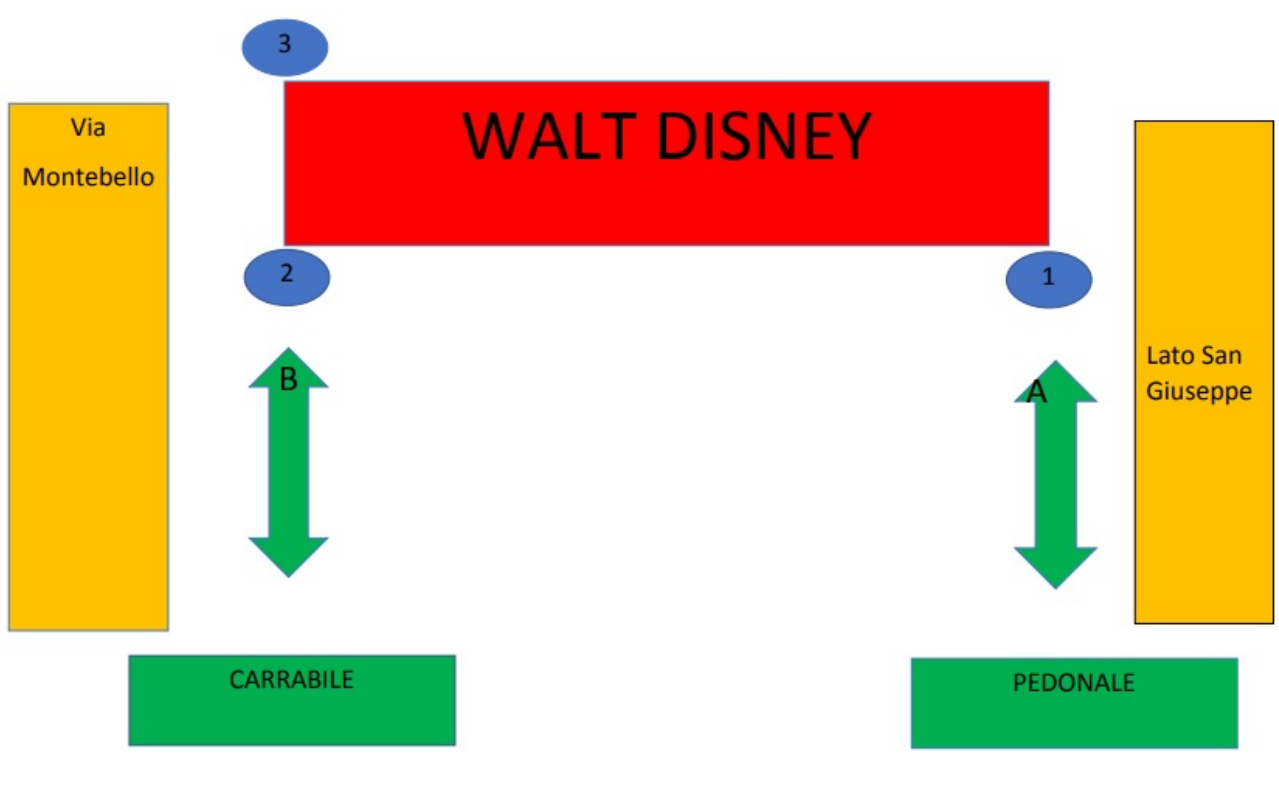 3
WALT DISNEY
Via
Montebello
2
1
B
A
Lato San
Giuseppe
CARRABILE
PEDONALE